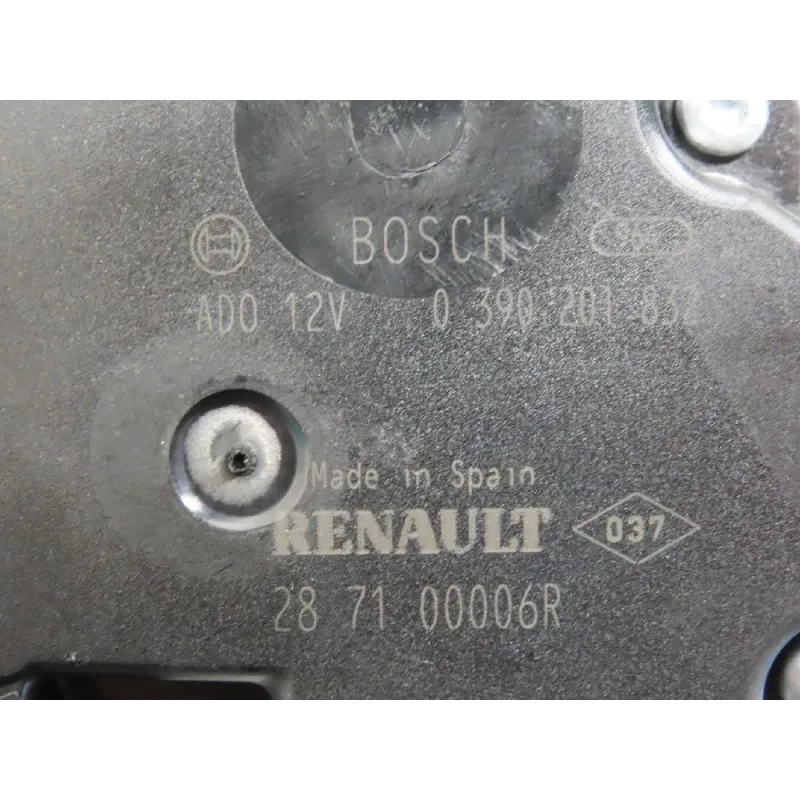 BOSCH
ADO 12V 0 390 201 832
Made in Spain
RENAULT 037
28 71 00006R